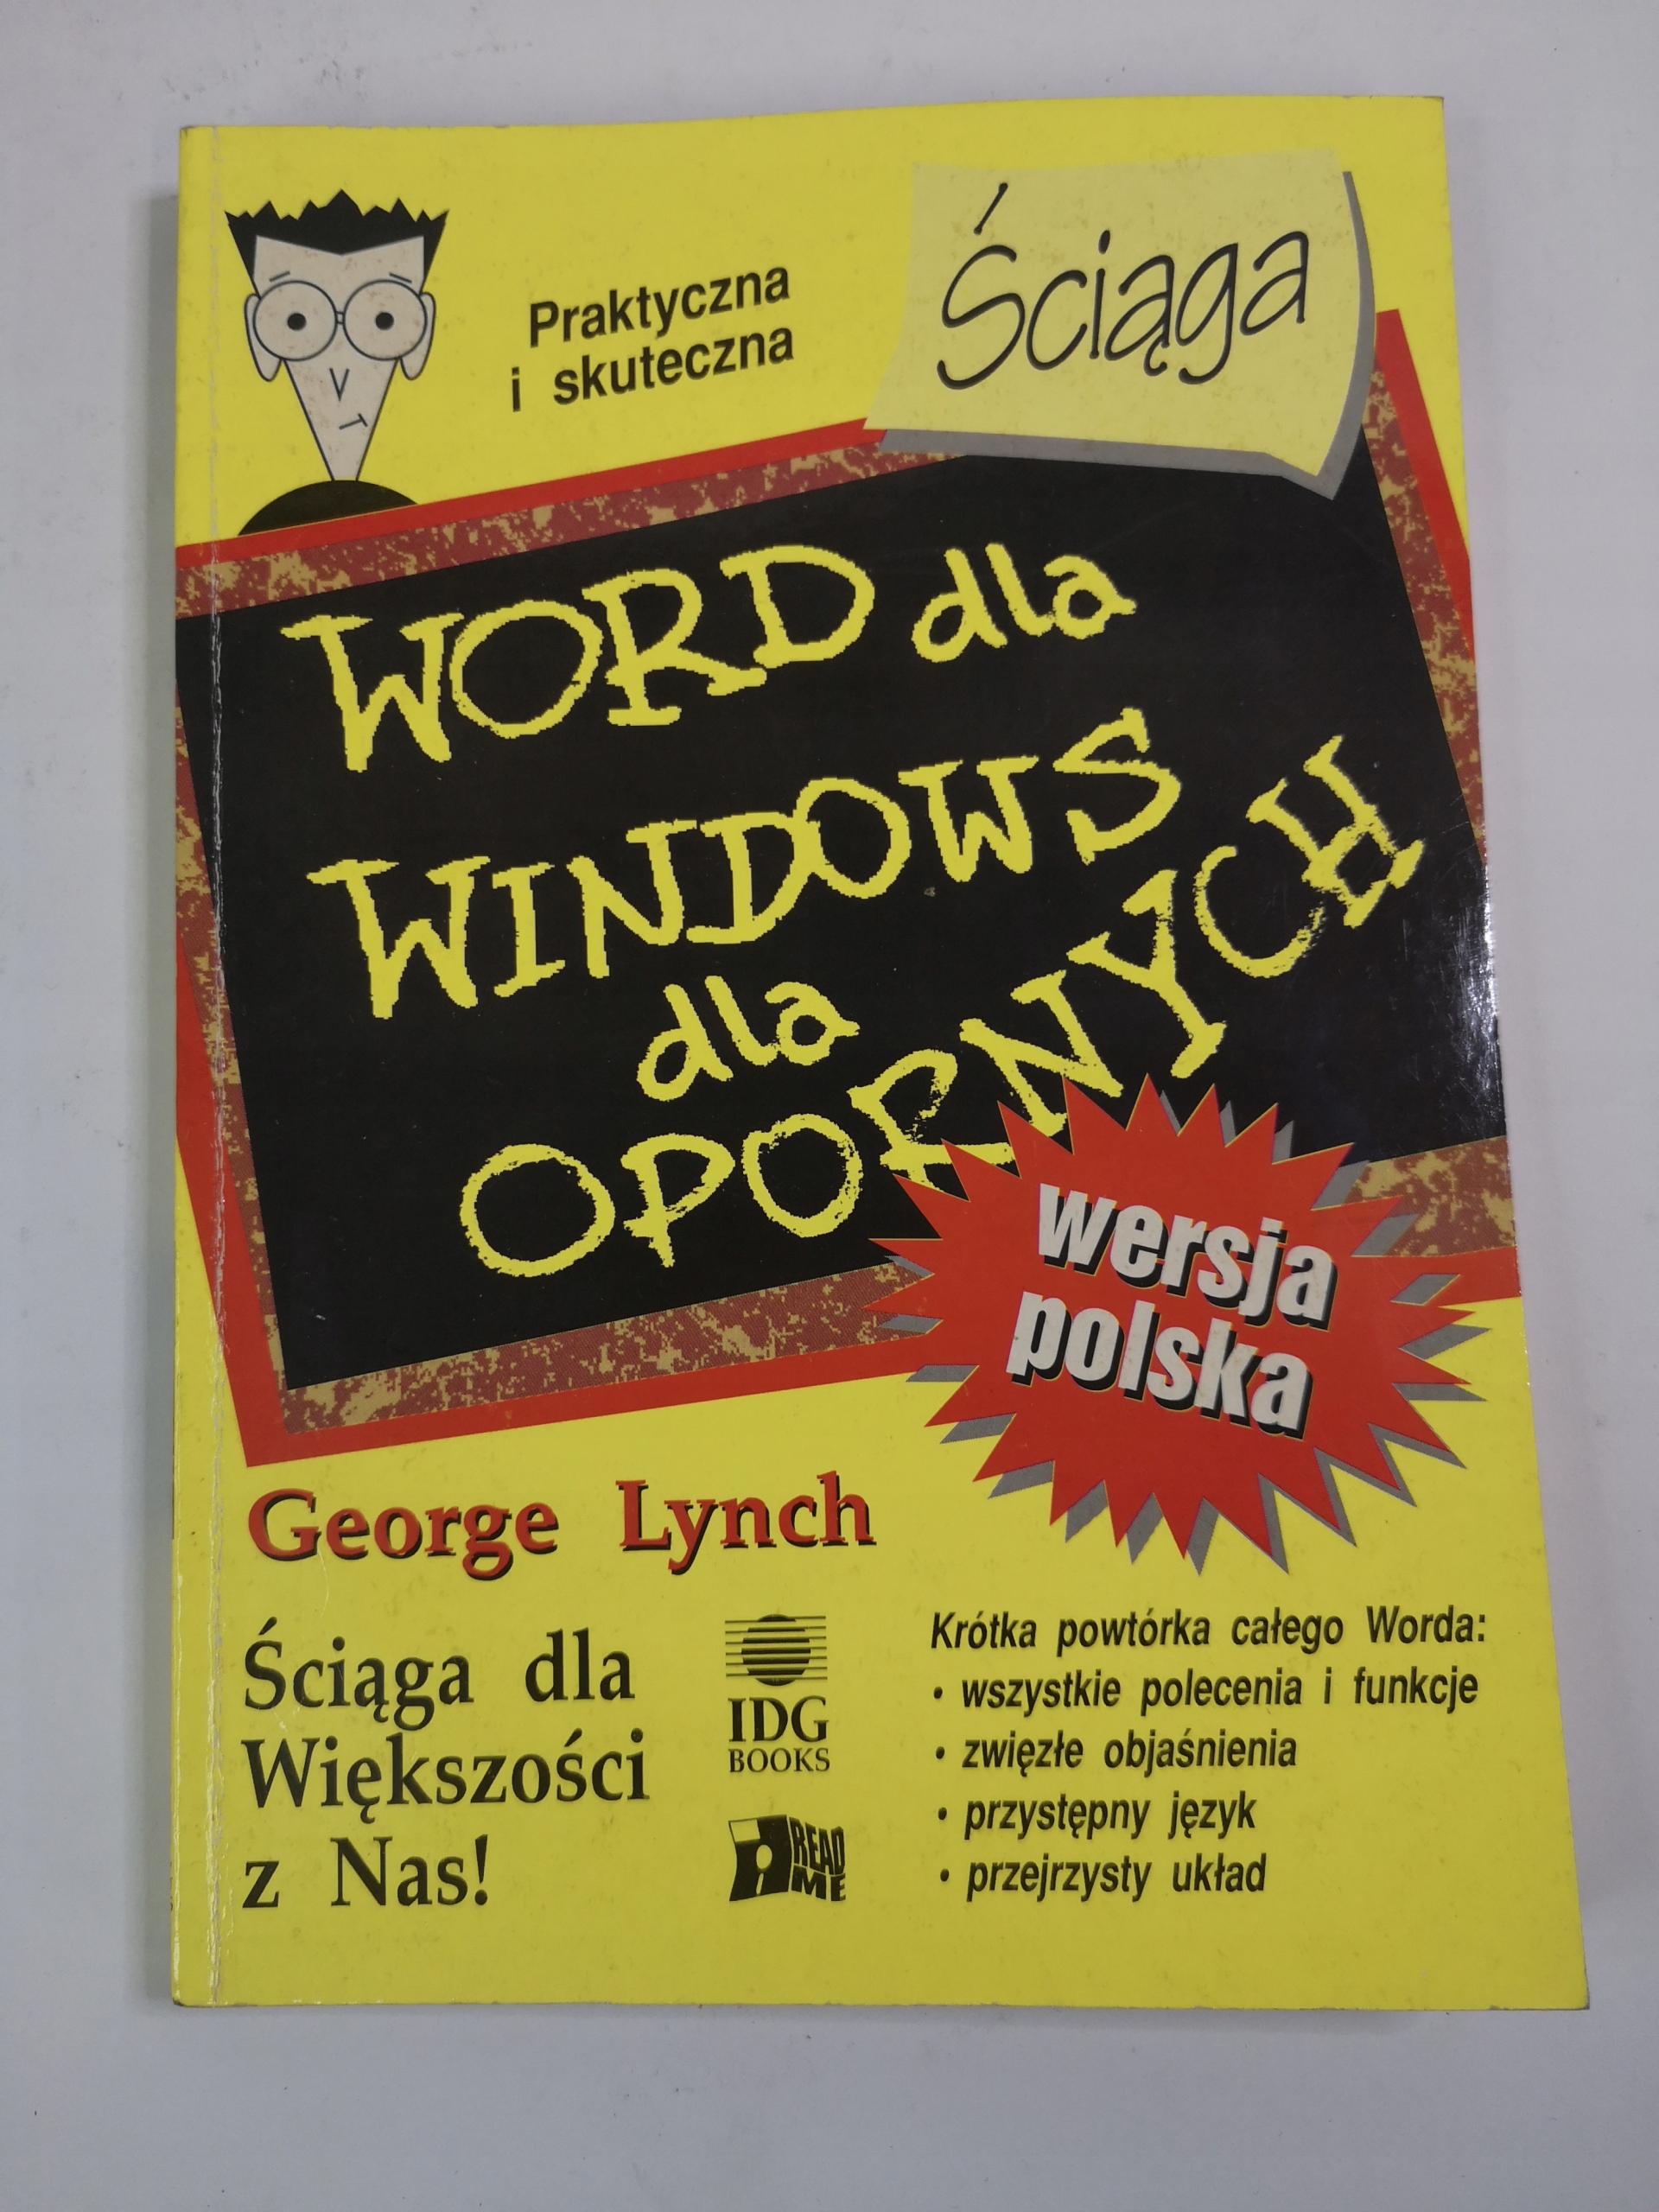 Praktyczna
i skuteczna
Ściąga
WORD dla
WINDOWS
dla
OPORNYCH
wersja
polska
George Lynch
Ściąga dla
Większości
z Nas!
IDG
BOOKS
READ
ME
Krótka powtórka całego Worda:
• wszystkie polecenia i funkcje
• zwięzłe objaśnienia
• przystępny język
• przejrzysty układ